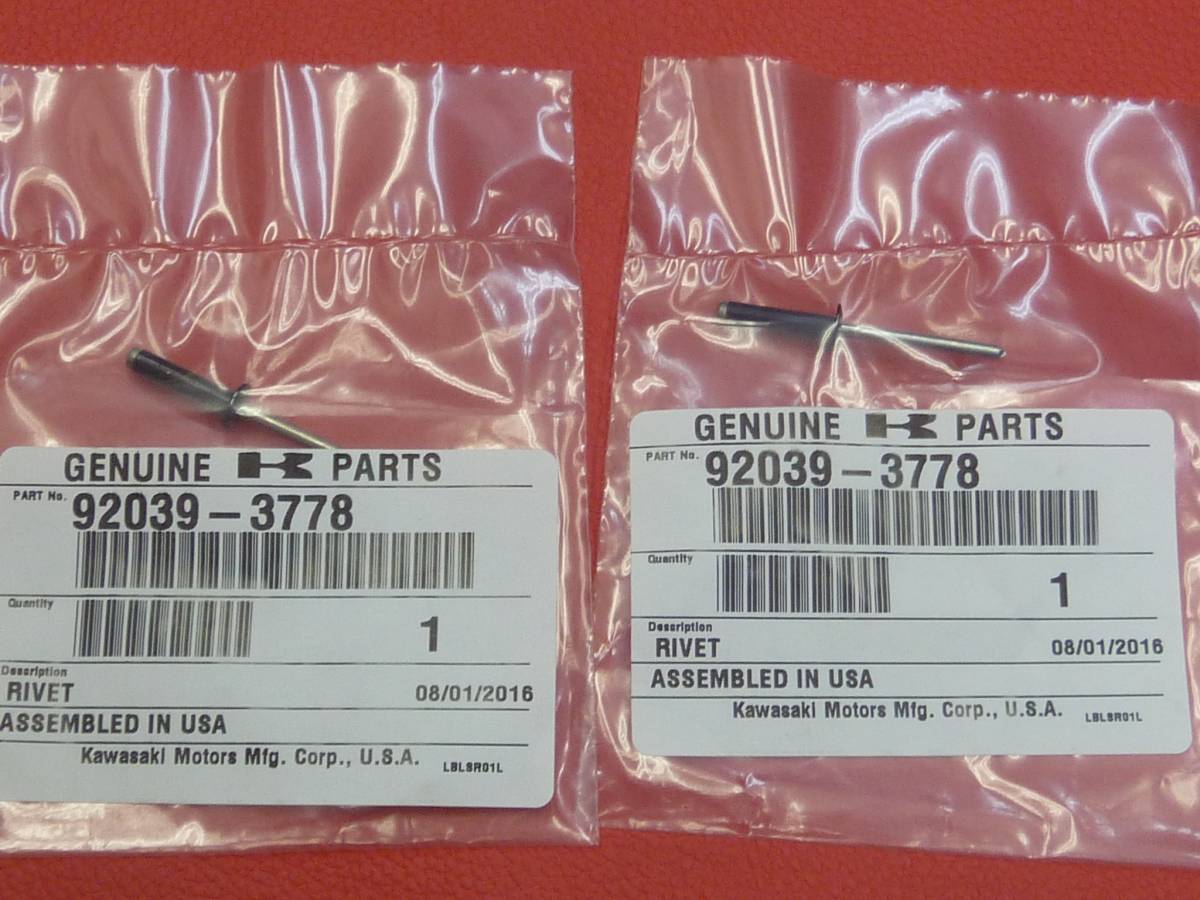 GENUINE PARTS
PART No. 92039-3778
Quantity
1
Description
RIVET 08/01/2016
ASSEMBLED IN USA
Kawasaki Motors Mfg. Corp., U.S.A. LBLSR01L
GENUINE PARTS
PART No. 92039-3778
Quantity
1
Description
RIVET 08/01/2016
ASSEMBLED IN USA
Kawasaki Motors Mfg. Corp., U.S.A. LBLSR01L